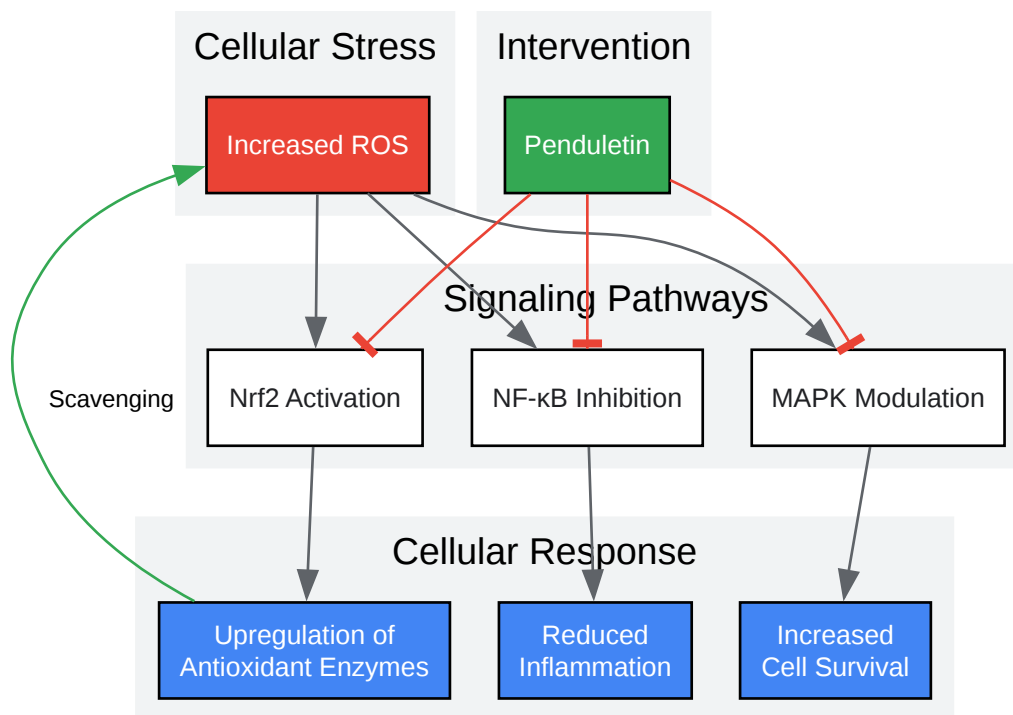 Cellular Stress
Intervention
Increased ROS
Penduletin
Signaling Pathways
Nrf2 Activation
NF-κB Inhibition
MAPK Modulation
Scavenging
Cellular Response
Upregulation of
Antioxidant Enzymes
Reduced
Inflammation
Increased
Cell Survival